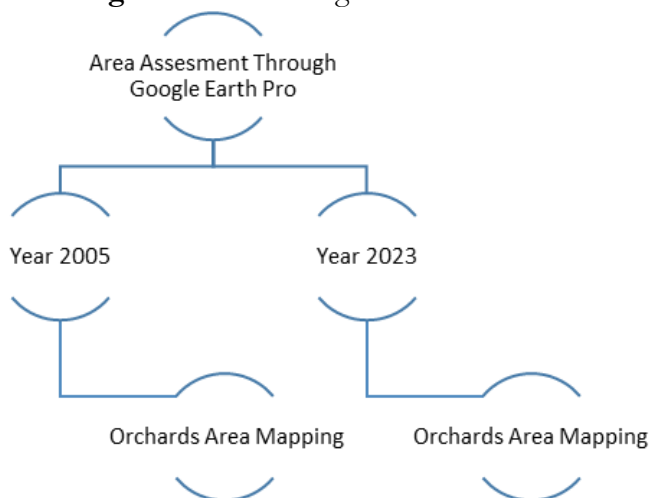 Area Assesment Through
Google Earth Pro
Year 2005
Year 2023
Orchards Area Mapping
Orchards Area Mapping